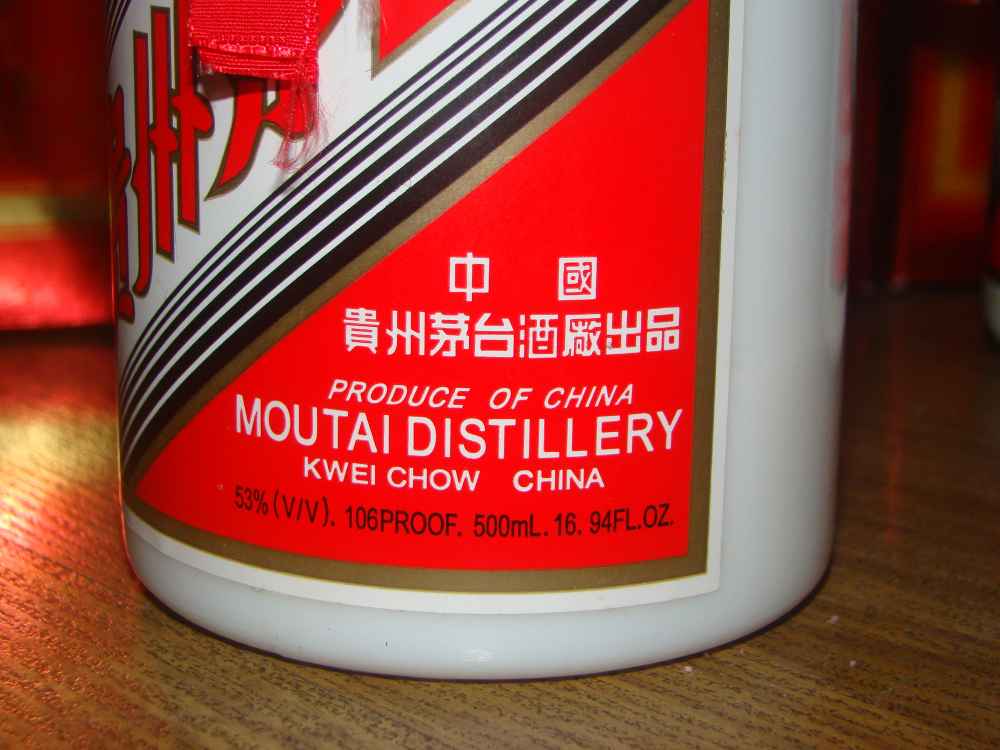 中 國
貴州茅台酒廠出品
PRODUCE OF CHINA
MOUTAI DISTILLERY
KWEI CHOW CHINA
53% (V/V). 106PROOF. 500mL. 16. 94FL.OZ.